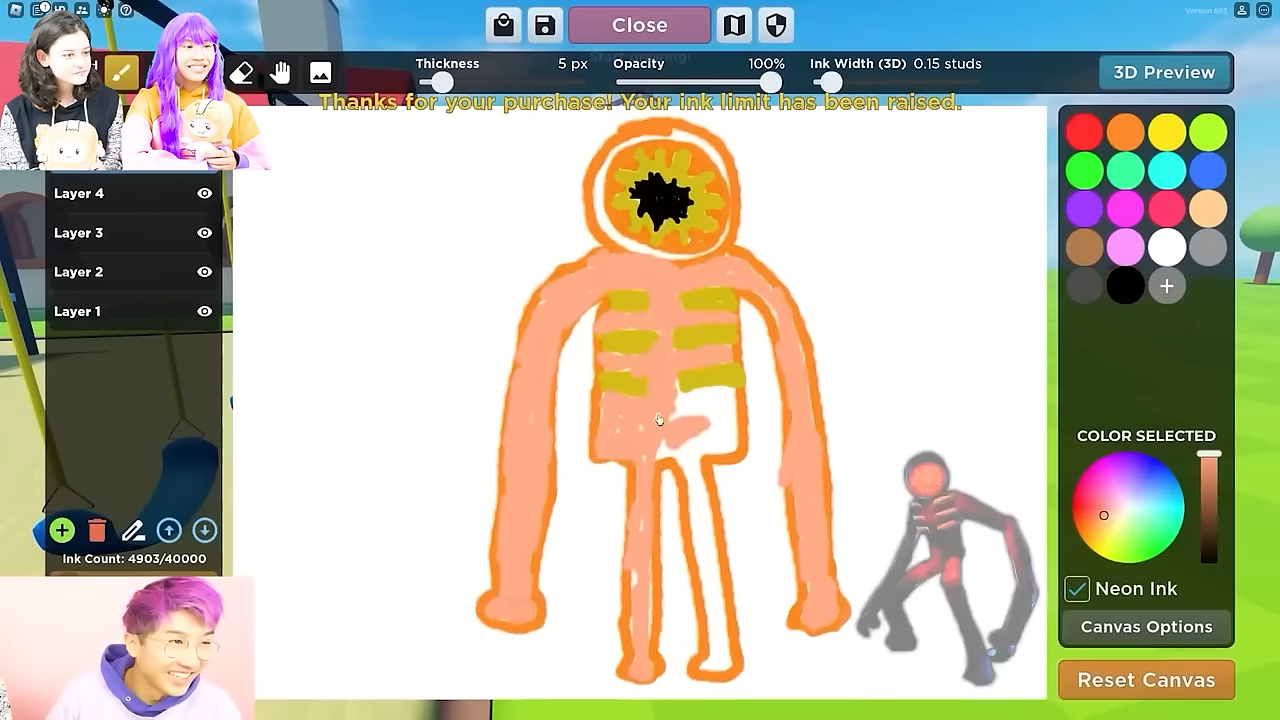 Version 693
Close
Thickness
5 px
Opacity
100%
Ink Width (3D)
0.15 studs
3D Preview
Thanks for your purchase! Your ink limit has been raised.
Layer 4
Layer 3
Layer 2
Layer 1
Ink Count: 4903/40000
COLOR SELECTED
Neon Ink
Canvas Options
Reset Canvas